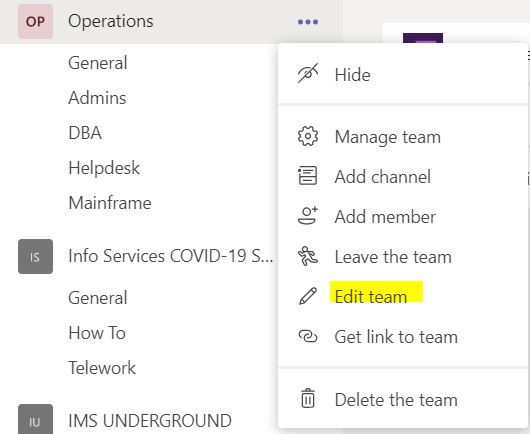 OP Operations
General
Admins
DBA
Helpdesk
Mainframe
IS Info Services COVID-19 S...
General
How To
Telework
IU IMS UNDERGROUND
Hide
Manage team
Add channel
Add member
Leave the team
Edit team
Get link to team
Delete the team